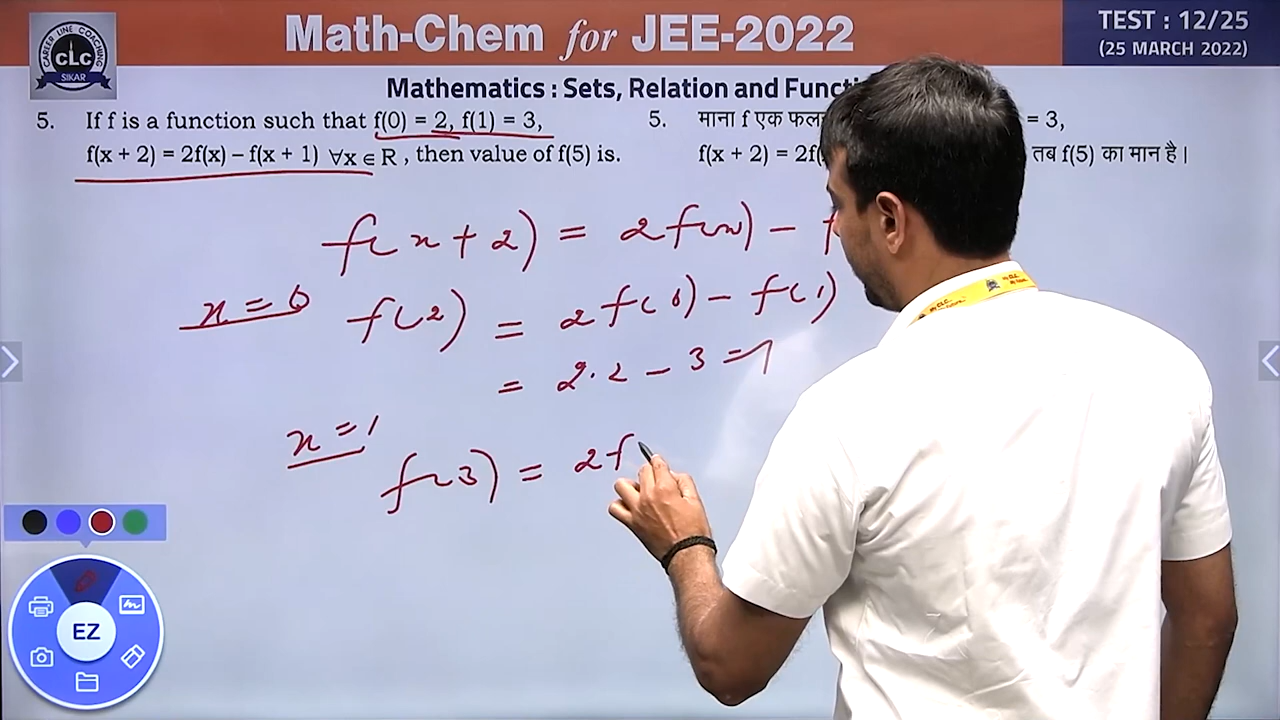 CAREER LINE COACHING
CLC
SIKAR
Math-Chem for JEE-2022
TEST : 12/25
(25 MARCH 2022)
Mathematics : Sets, Relation and
5. If f is a function such that f(0) = 2, f(1) = 3,
f(x + 2) = 2f(x) – f(x + 1) ∀x ∈ R , then value of f(5) is.
5. माना f एक = 3,
f(x + 2) = 2f( तब f(5) का मान है।
f(x + 2) = 2f(x) –
x = 0 f(2) = 2f(0) – f(1)
= 2·2 – 3 = 1
x = 1
f(3) = 2f
EZ